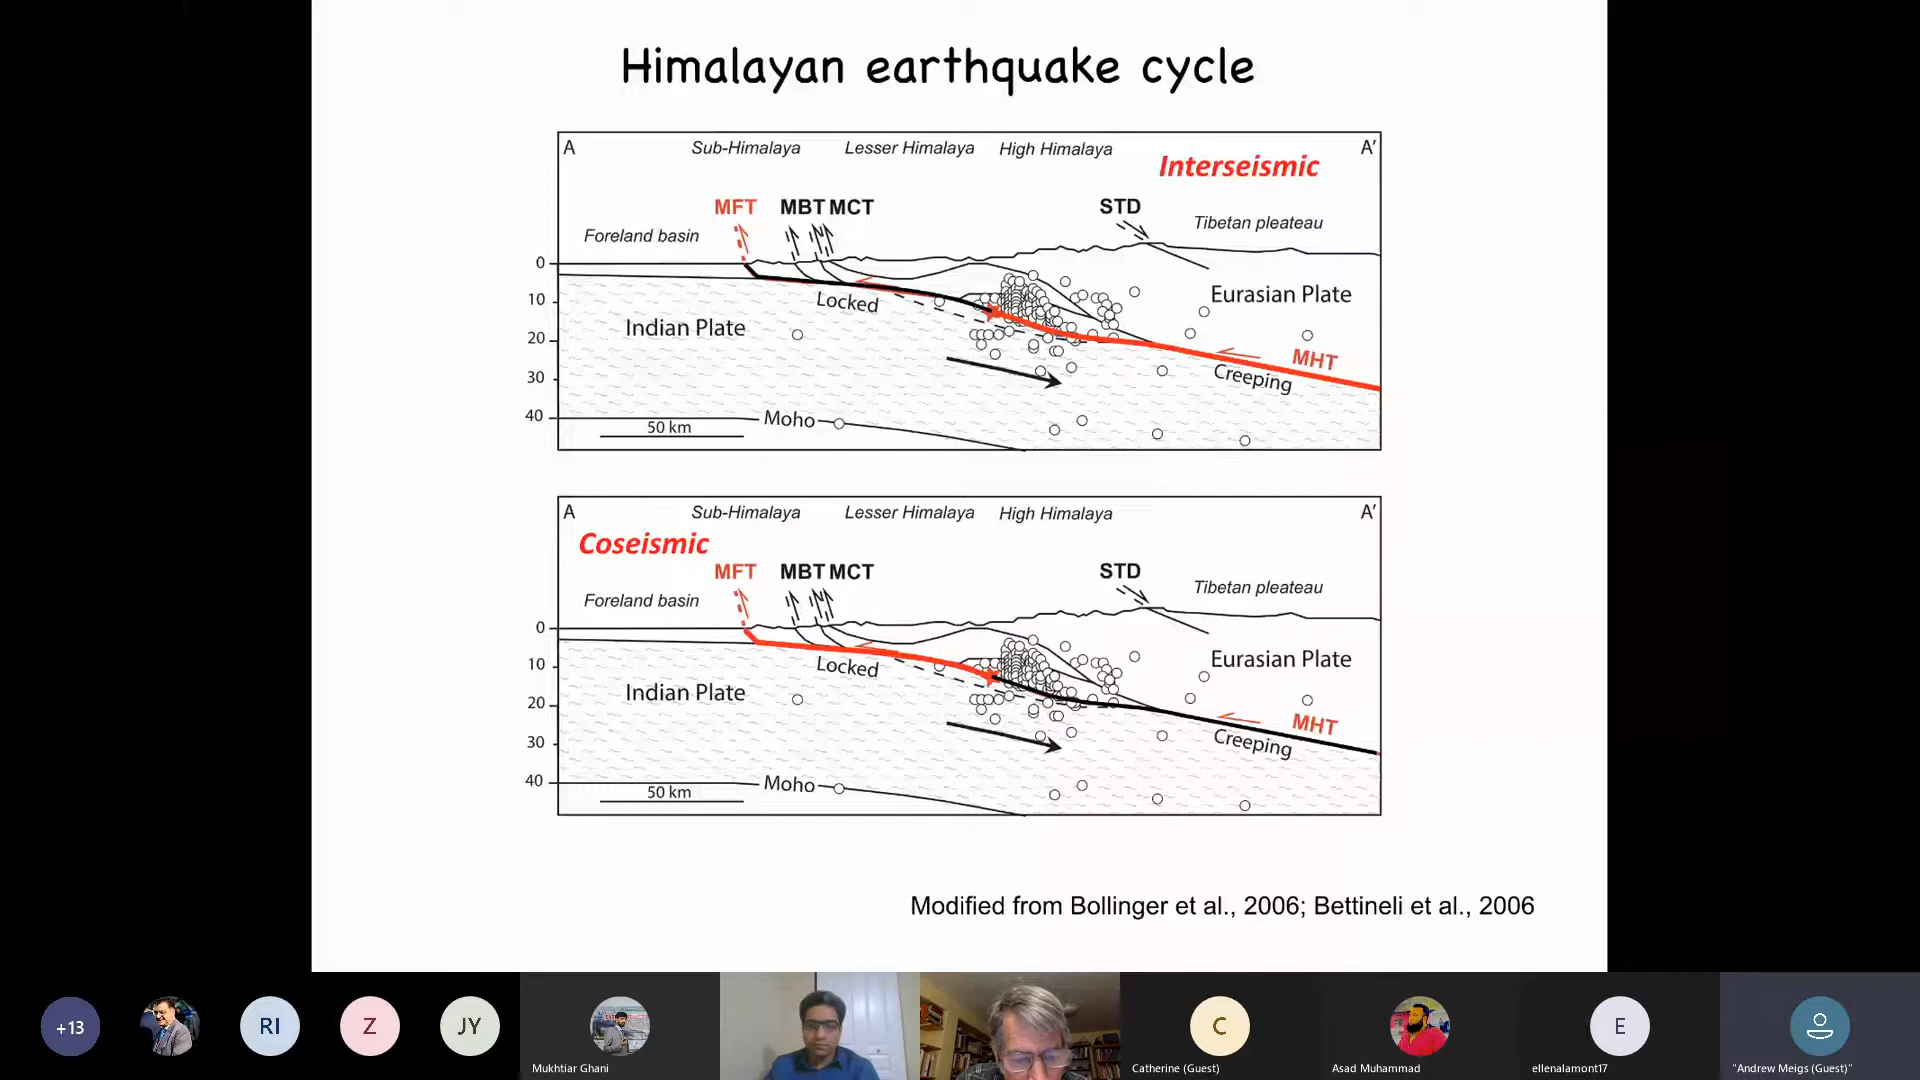 Himalayan earthquake cycle
A Sub-Himalaya Lesser Himalaya High Himalaya A'
Interseismic
MFT MBT MCT STD
Foreland basin Tibetan pleateau
0
10
20
30
40
Locked
Indian Plate
Eurasian Plate
MHT
Creeping
Moho
50 km
A Sub-Himalaya Lesser Himalaya High Himalaya A'
Coseismic
MFT MBT MCT STD
Foreland basin Tibetan pleateau
0
10
20
30
40
Locked
Indian Plate
Eurasian Plate
MHT
Creeping
Moho
50 km
Modified from Bollinger et al., 2006; Bettineli et al., 2006
+13
RI
Z
JY
Mukhtiar Ghani
C
Catherine (Guest)
Asad Muhammad
E
ellenalamont17
"Andrew Meigs (Guest)"